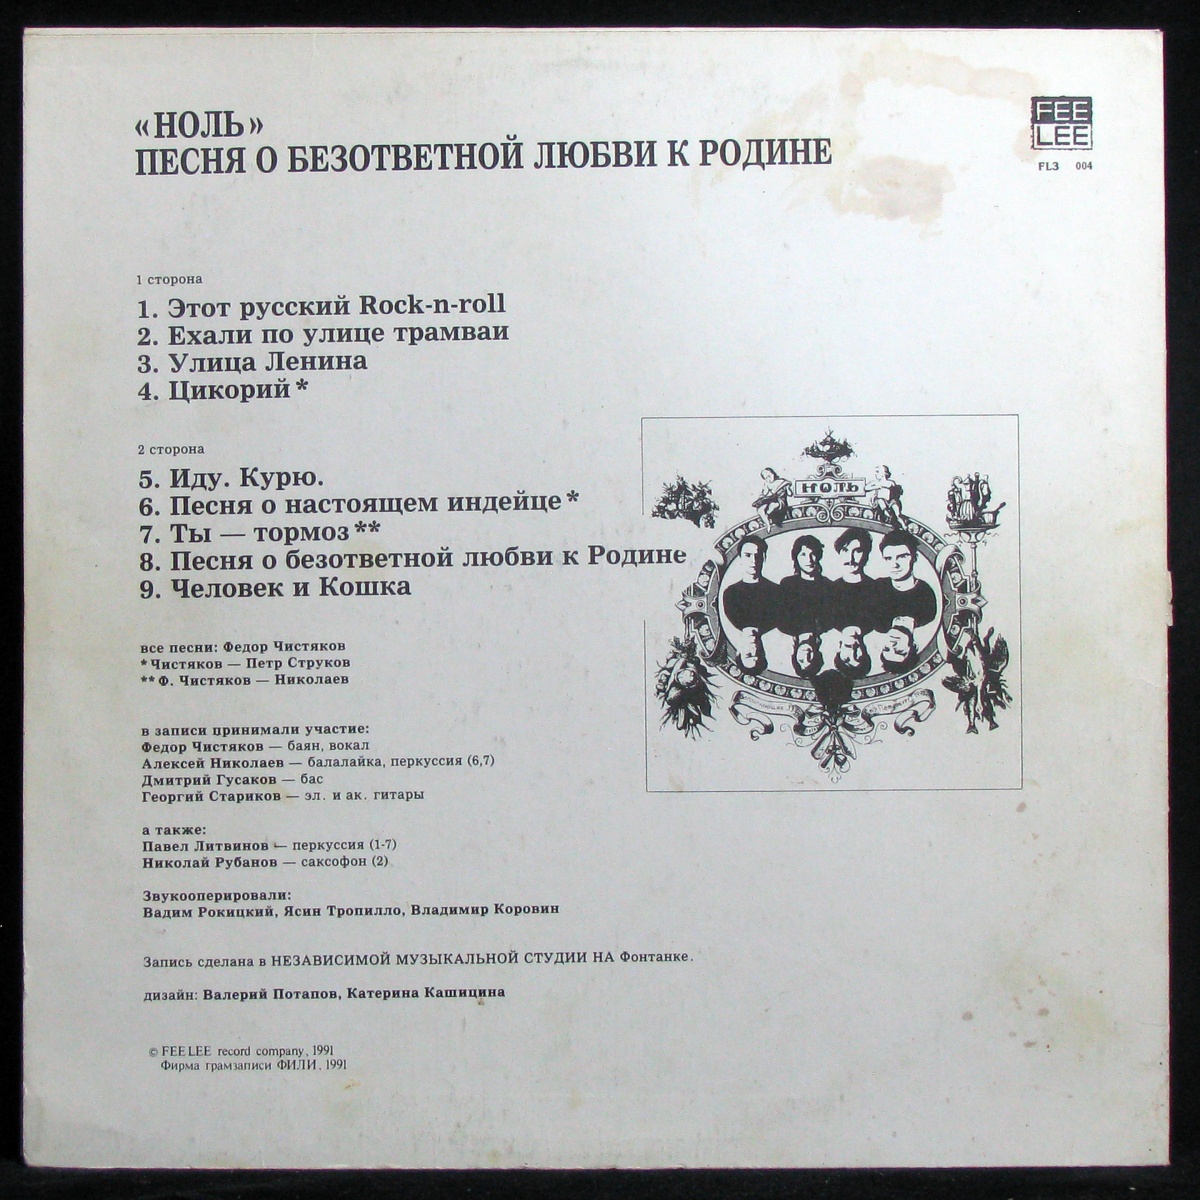 «НОЛЬ»
ПЕСНЯ О БЕЗОТВЕТНОЙ ЛЮБВИ К РОДИНЕ
FEE
LEE
FL3 004
1 сторона
1. Этот русский Rock-n-roll
2. Ехали по улице трамваи
3. Улица Ленина
4. Цикорий*
2 сторона
5. Иду. Курю.
6. Песня о настоящем индейце*
7. Ты — тормоз**
8. Песня о безответной любви к Родине
9. Человек и Кошка
НОЛЬ
все песни: Федор Чистяков
*Чистяков — Петр Струков
**Ф. Чистяков — Николаев
в записи принимали участие:
Федор Чистяков — баян, вокал
Алексей Николаев — балалайка, перкуссия (6,7)
Дмитрий Гусаков — бас
Георгий Стариков — эл. и ак. гитары
а также:
Павел Литвинов — перкуссия (1-7)
Николай Рубанов — саксофон (2)
Звукооперировали:
Вадим Рокицкий, Ясин Тропилло, Владимир Коровин
Запись сделана в НЕЗАВИСИМОЙ МУЗЫКАЛЬНОЙ СТУДИИ НА Фонтанке.
дизайн: Валерий Потапов, Катерина Кашицина
© FEELEE record company, 1991
Фирма грамзаписи ФИЛИ, 1991